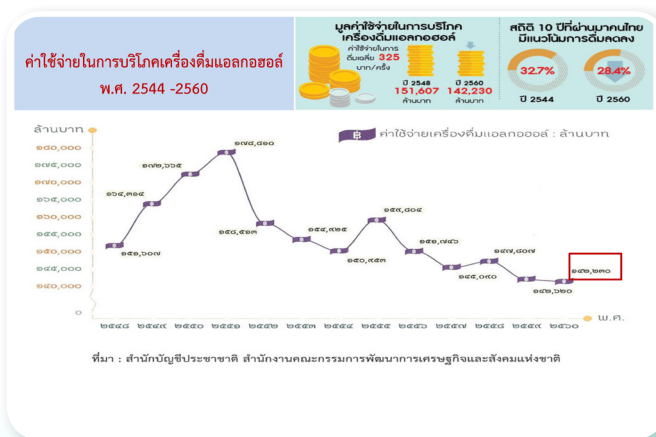 ค่าใช้จ่ายในการบริโภคเครื่องดื่มแอลกอฮอล์
พ.ศ. 2544 -2560
มูลค่าใช้จ่ายในการบริโภค
เครื่องดื่มแอลกอฮอล์
ค่าใช้จ่ายในการ
ดื่มเฉลี่ย 325
บาท/ครั้ง
ปี 2548
151,607
ล้านบาท
ปี 2560
142,230
ล้านบาท
สถิติ 10 ปีที่ผ่านมาคนไทย
มีแนวโน้มการดื่มลดลง
32.7%
28.4%
ปี 2544
ปี 2560
ล้านบาท
฿ ค่าใช้จ่ายเครื่องดื่มแอลกอฮอล์ : ล้านบาท
๑๘๐,๐๐๐
๑๗๕,๐๐๐
๑๗๐,๐๐๐
๑๖๕,๐๐๐
๑๖๐,๐๐๐
๑๕๕,๐๐๐
๑๕๐,๐๐๐
๑๔๕,๐๐๐
๑๔๐,๐๐๐
๐
๑๕๑,๖๐๗
๑๖๔,๓๑๔
๑๗๒,๖๖๕
๑๗๘,๘๑๐
๑๕๘,๕๑๓
๑๕๔,๙๒๕
๑๕๐,๙๕๓
๑๕๙,๘๐๔
๑๕๑,๗๔๖
๑๔๕,๐๙๐
๑๔๗,๘๐๗
๑๔๒,๖๒๐
๑๔๒,๒๓๐
๒๕๔๘ ๒๕๔๙ ๒๕๕๐ ๒๕๕๑ ๒๕๕๒ ๒๕๕๓ ๒๕๕๔ ๒๕๕๕ ๒๕๕๖ ๒๕๕๗ ๒๕๕๘ ๒๕๕๙ ๒๕๖๐ พ.ศ.
ที่มา : สำนักบัญชีประชาชาติ สำนักงานคณะกรรมการพัฒนาการเศรษฐกิจและสังคมแห่งชาติ